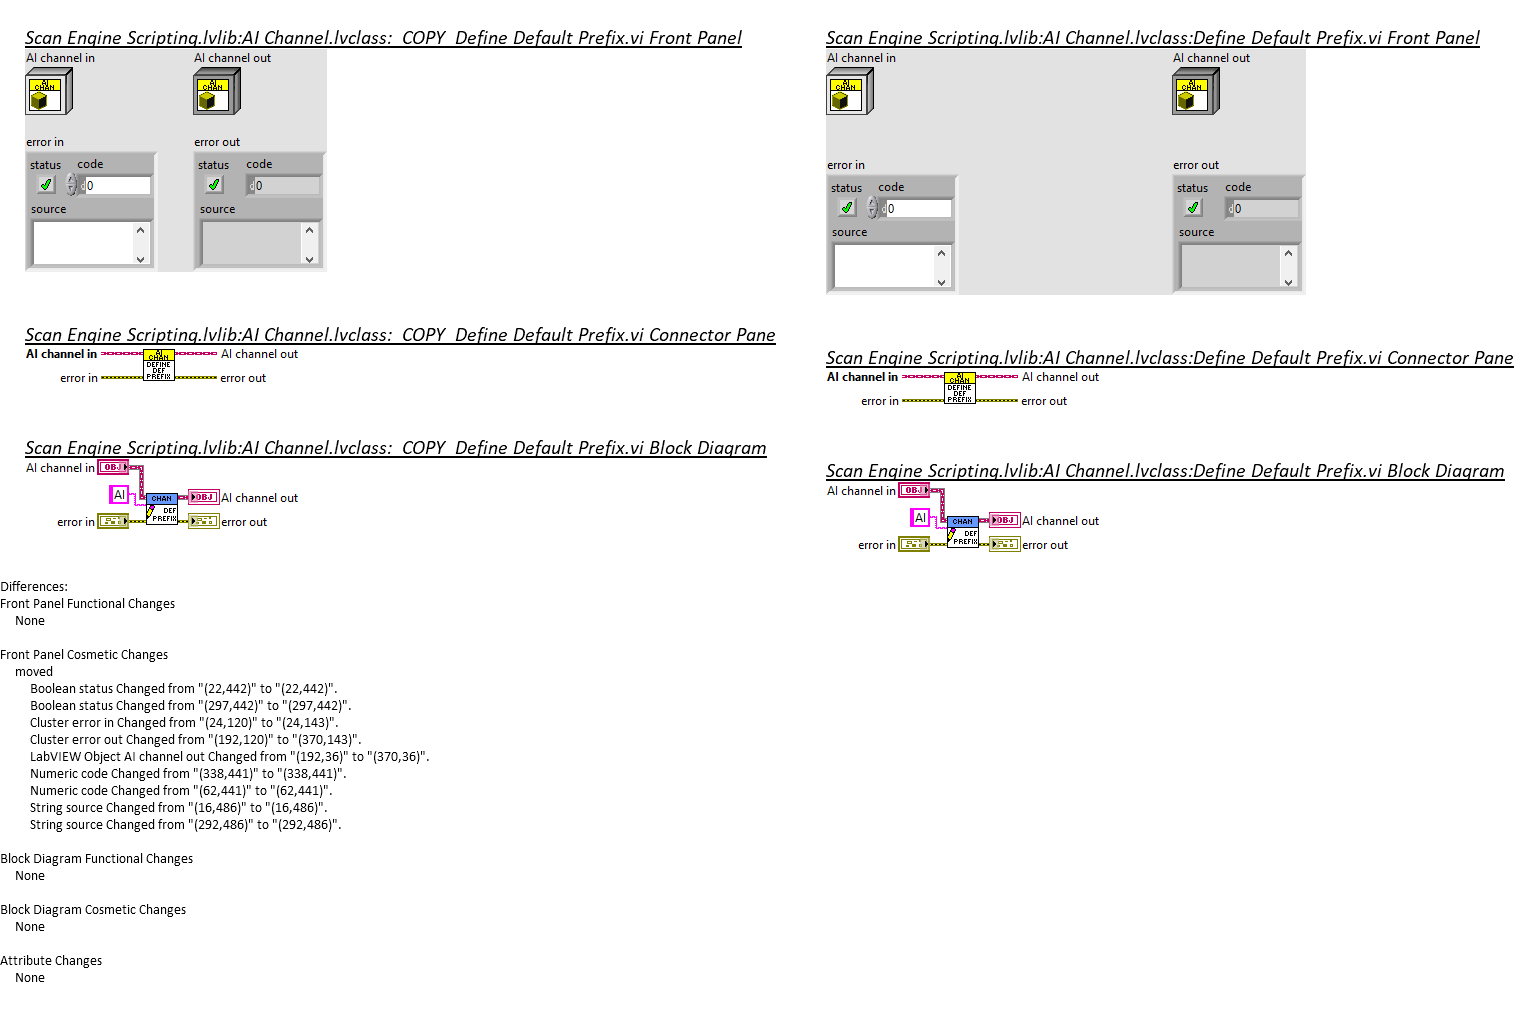 Scan Engine Scripting.lvlib:AI Channel.lvclass:  COPY  Define Default Prefix.vi Front Panel
AI channel in
AI channel out
AI
CHAN
AI
CHAN
error in
error out
status
code
status
code
0
0
source
source
Scan Engine Scripting.lvlib:AI Channel.lvclass:  COPY  Define Default Prefix.vi Connector Pane
AI channel in
AI channel out
AI
CHAN
DEFINE
DEF
PREFIX
error in
error out
Scan Engine Scripting.lvlib:AI Channel.lvclass:  COPY  Define Default Prefix.vi Block Diagram
AI channel in
OBJ
AI
CHAN
DEF
PREFIX
OBJ
AI channel out
error in
error out
Scan Engine Scripting.lvlib:AI Channel.lvclass:Define Default Prefix.vi Front Panel
AI channel in
AI channel out
AI
CHAN
AI
CHAN
error in
error out
status
code
status
code
0
0
source
source
Scan Engine Scripting.lvlib:AI Channel.lvclass:Define Default Prefix.vi Connector Pane
AI channel in
AI channel out
AI
CHAN
DEFINE
DEF
PREFIX
error in
error out
Scan Engine Scripting.lvlib:AI Channel.lvclass:Define Default Prefix.vi Block Diagram
AI channel in
OBJ
AI
CHAN
DEF
PREFIX
OBJ
AI channel out
error in
error out
Differences:
Front Panel Functional Changes
None
Front Panel Cosmetic Changes
moved
Boolean status Changed from "(22,442)" to "(22,442)".
Boolean status Changed from "(297,442)" to "(297,442)".
Cluster error in Changed from "(24,120)" to "(24,143)".
Cluster error out Changed from "(192,120)" to "(370,143)".
LabVIEW Object AI channel out Changed from "(192,36)" to "(370,36)".
Numeric code Changed from "(338,441)" to "(338,441)".
Numeric code Changed from "(62,441)" to "(62,441)".
String source Changed from "(16,486)" to "(16,486)".
String source Changed from "(292,486)" to "(292,486)".
Block Diagram Functional Changes
None
Block Diagram Cosmetic Changes
None
Attribute Changes
None